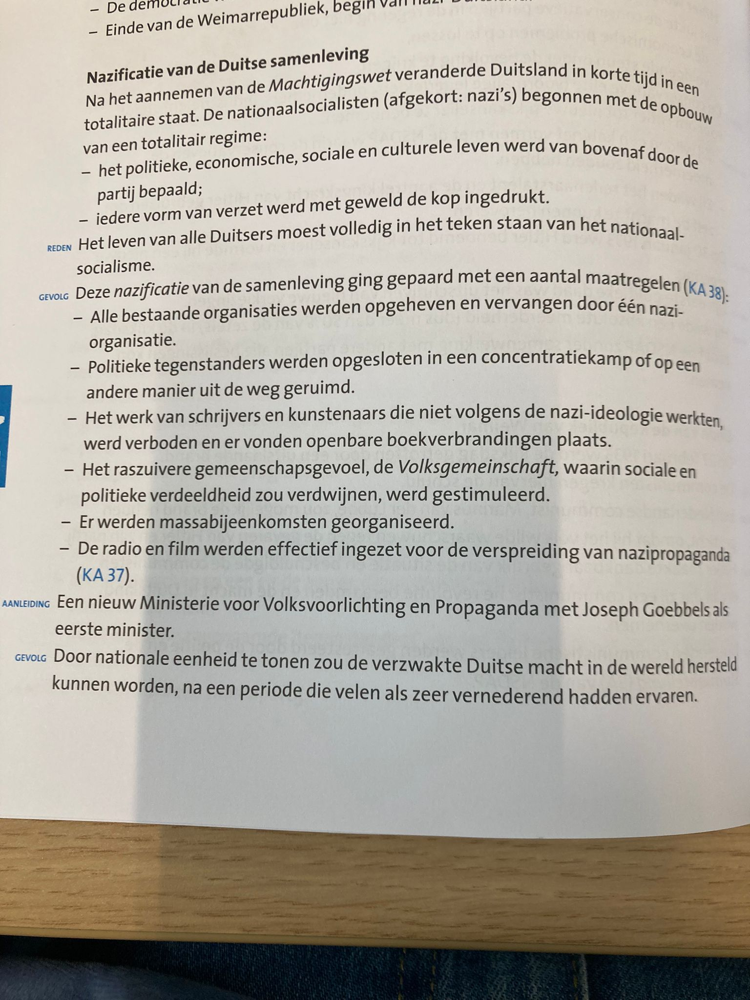 – De
– Einde van de Weimarrepubliek, begin van
Nazificatie van de Duitse samenleving
Na het aannemen van de Machtigingswet veranderde Duitsland in korte tijd in een
totalitaire staat. De nationaalsocialisten (afgekort: nazi's) begonnen met de opbouw
van een totalitair regime:
– het politieke, economische, sociale en culturele leven werd van bovenaf door de
partij bepaald;
– iedere vorm van verzet werd met geweld de kop ingedrukt.
REDEN Het leven van alle Duitsers moest volledig in het teken staan van het nationaal-
socialisme.
GEVOLG Deze nazificatie van de samenleving ging gepaard met een aantal maatregelen (KA 38):
– Alle bestaande organisaties werden opgeheven en vervangen door één nazi-
organisatie.
– Politieke tegenstanders werden opgesloten in een concentratiekamp of op een
andere manier uit de weg geruimd.
– Het werk van schrijvers en kunstenaars die niet volgens de nazi-ideologie werkten,
werd verboden en er vonden openbare boekverbrandingen plaats.
– Het raszuivere gemeenschapsgevoel, de Volksgemeinschaft, waarin sociale en
politieke verdeeldheid zou verdwijnen, werd gestimuleerd.
– Er werden massabijeenkomsten georganiseerd.
– De radio en film werden effectief ingezet voor de verspreiding van nazipropaganda
(KA 37).
AANLEIDING Een nieuw Ministerie voor Volksvoorlichting en Propaganda met Joseph Goebbels als
eerste minister.
GEVOLG Door nationale eenheid te tonen zou de verzwakte Duitse macht in de wereld hersteld
kunnen worden, na een periode die velen als zeer vernederend hadden ervaren.